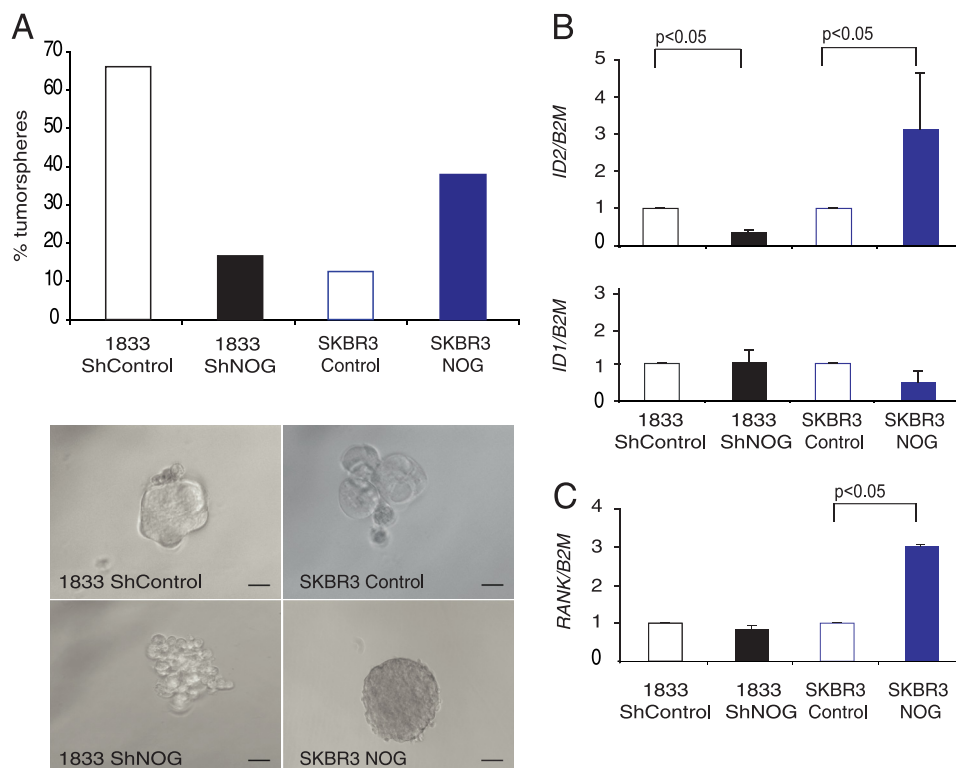 A
% tumorspheres
70
60
50
40
30
20
10
0
1833 ShControl
1833 ShNOG
SKBR3 Control
SKBR3 NOG
1833 ShControl
SKBR3 Control
1833 ShNOG
SKBR3 NOG
B
p<0.05
p<0.05
ID2/B2M
5
4
3
2
1
0
ID1/B2M
3
2
1
0
1833 ShControl
1833 ShNOG
SKBR3 Control
SKBR3 NOG
C
p<0.05
RANK/B2M
4
3
2
1
0
1833 ShControl
1833 ShNOG
SKBR3 Control
SKBR3 NOG